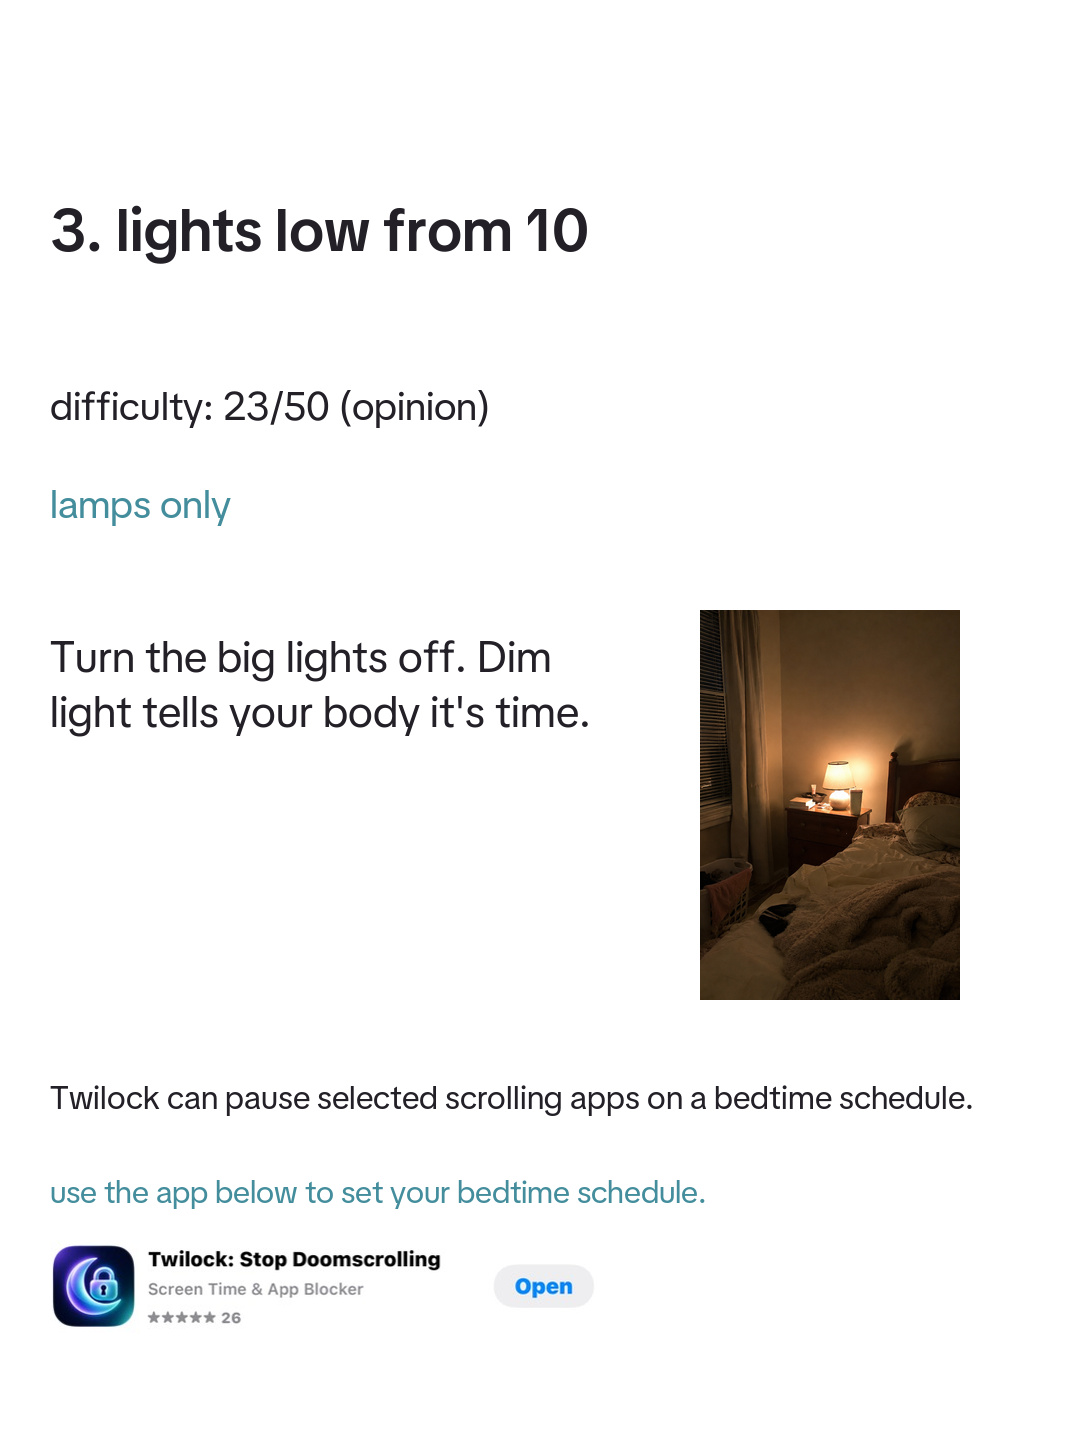 3. lights low from 10
difficulty: 23/50 (opinion)
lamps only
Turn the big lights off. Dim
light tells your body it's time.
Twilock can pause selected scrolling apps on a bedtime schedule.
use the app below to set your bedtime schedule.
Twilock: Stop Doomscrolling
Screen Time & App Blocker
★★★★★ 26
Open